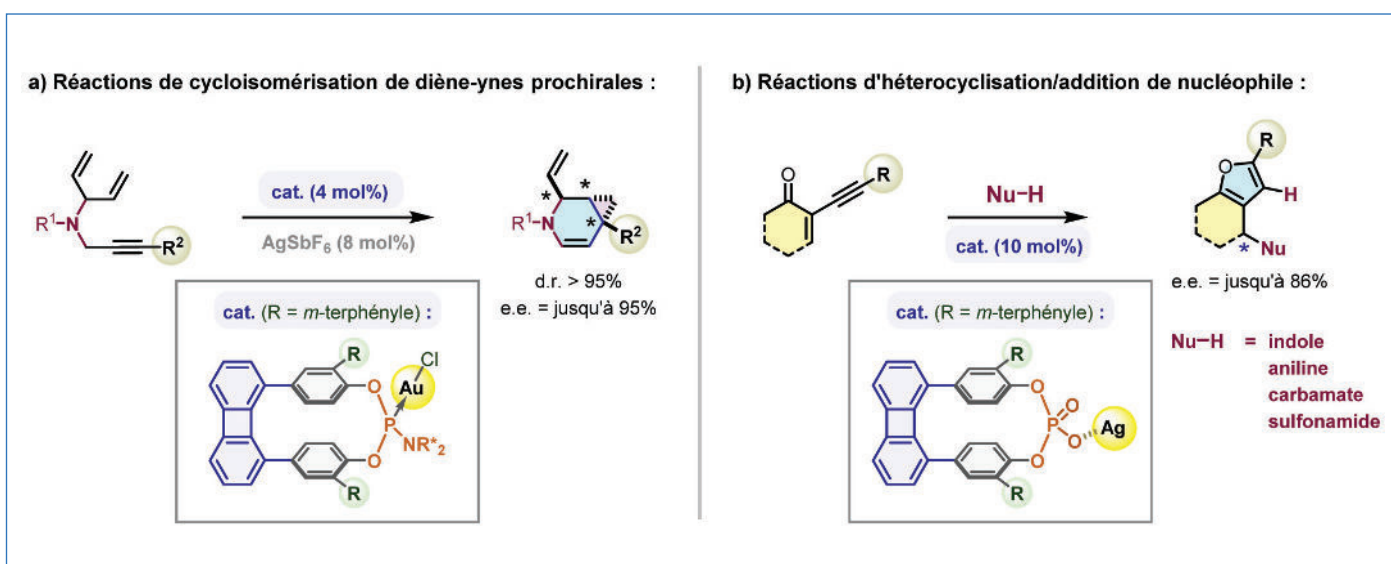 a) Réactions de cycloisomérisation de diène-ynes prochirales :
R¹
N
R²
cat. (4 mol%)
AgSbF₆ (8 mol%)
*
*
*
R¹
N
R²
d.r. > 95%
e.e. = jusqu'à 95%
cat. (R = m-terphényle) :
R
Cl
Au
O
P
NR*₂
O
R
b) Réactions d'hétérocyclisation/addition de nucléophile :
O
R
Nu–H
cat. (10 mol%)
R
O
H
*
Nu
e.e. = jusqu'à 86%
cat. (R = m-terphényle) :
R
O
O
P
O
Ag
O
R
Nu–H = indole
aniline
carbamate
sulfonamide